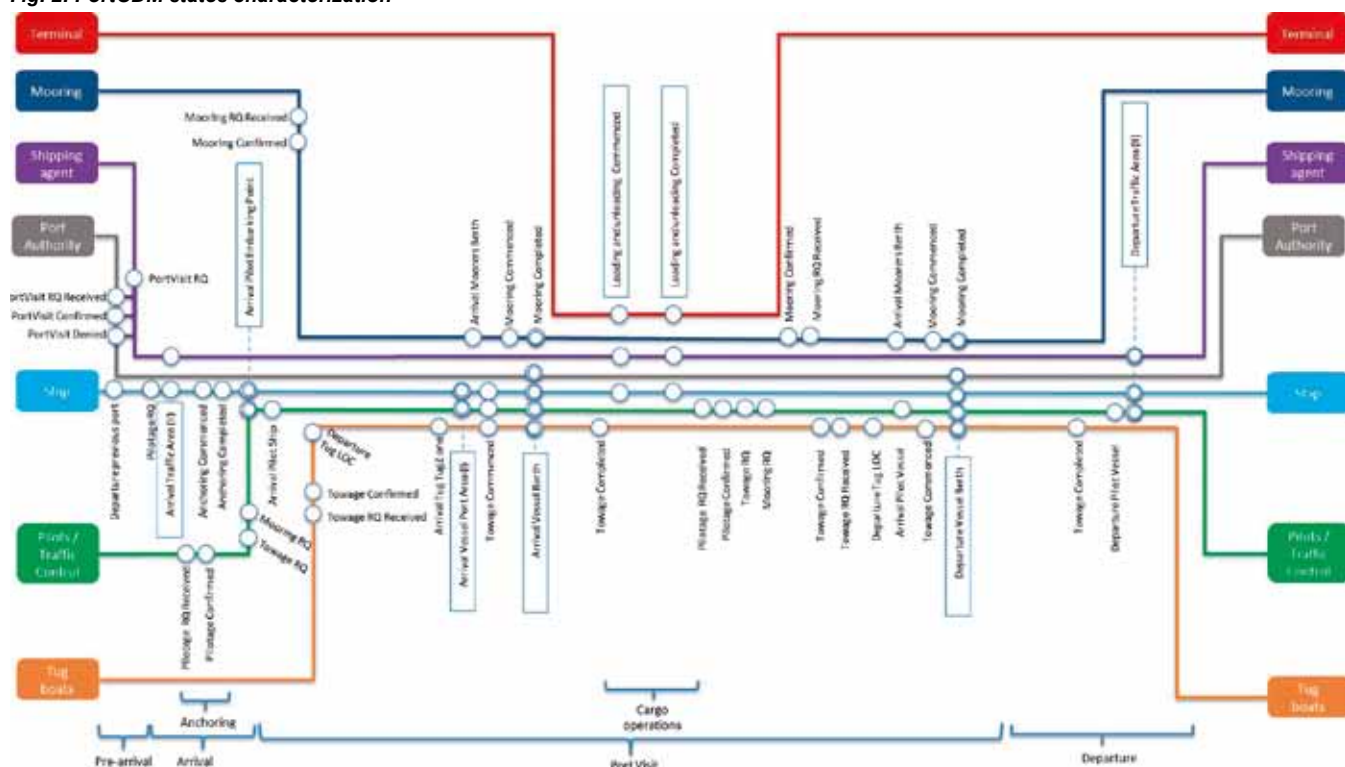 Fig. 2. PortCDM states characterization
Terminal
Terminal
Mooring
Mooring
Mooring RQ Received
Mooring Confirmed
Shipping
agent
Shipping
agent
Port
Authority
Port
Authority
PortVisit RQ
PortVisit RQ Received
PortVisit Confirmed
PortVisit Denied
Arrival Pilot Embarking Point
Arrival Moorers Berth
Mooring Commenced
Mooring Completed
Loading and unloading Commenced
Loading and unloading Completed
Mooring Confirmed
Mooring RQ Received
Arrival Moorers Berth
Mooring Commenced
Mooring Completed
Departure Traffic Area (II)
Ship
Ship
Departure previous port
Pilotage RQ
Arrival Traffic Area (II)
Anchoring Commenced
Anchoring Completed
Arrival Pilot Ship
Departure
Tug LOC
Towage Confirmed
Towage RQ Received
Mooring RQ
Towage RQ
Arrival Tug Tug Zone
Arrival Vessel Port Area (I)
Towage Commenced
Arrival Vessel Berth
Towage Completed
Pilotage RQ Received
Pilotage Confirmed
Towage RQ
Mooring RQ
Towage Confirmed
Towage RQ Received
Departure Tug LOC
Arrival Pilot Vessel
Towage Commenced
Departure Vessel Berth
Towage Completed
Departure Pilot Vessel
Pilots /
Traffic
Control
Pilots /
Traffic
Control
Pilotage RQ Received
Pilotage Confirmed
Tug
boats
Tug
boats
Anchoring
Cargo
operations
Pre-arrival
Arrival
Port Visit
Departure